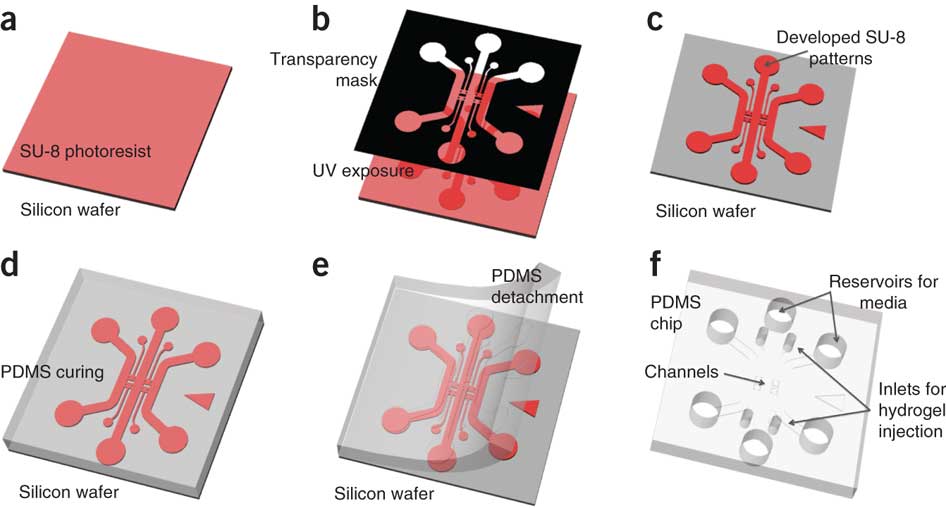 a
SU-8 photoresist
Silicon wafer
b
Transparency
mask
UV exposure
c
Developed SU-8
patterns
Silicon wafer
d
PDMS curing
Silicon wafer
e
PDMS
detachment
Silicon wafer
f
Reservoirs for
media
PDMS
chip
Channels
Inlets for
hydrogel
injection